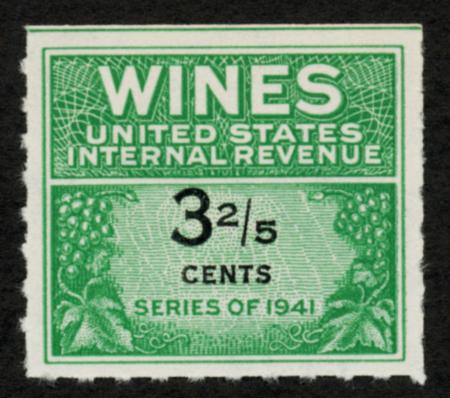 WINES
UNITED STATES
INTERNAL REVENUE
3 2/5
CENTS
SERIES OF 1941